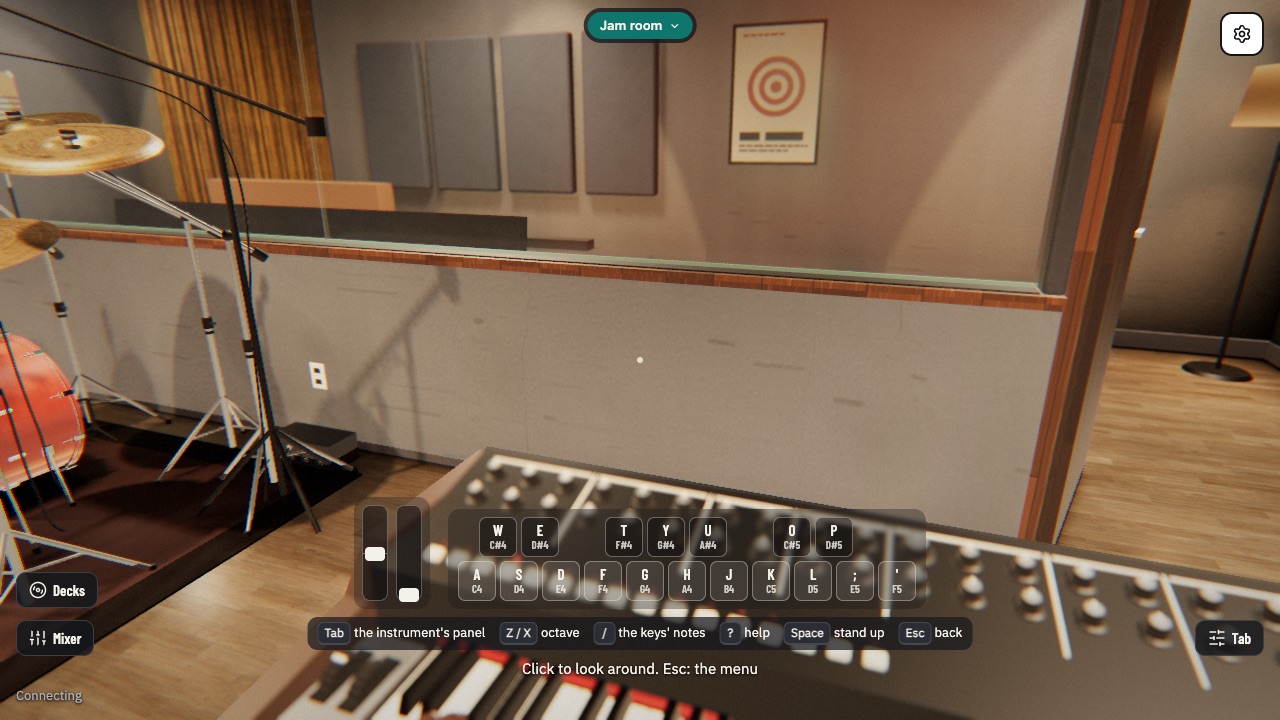 Jam room
W E T Y U O P
C#4 D#4 F#4 G#4 A#4 C#5 D#5
A S D F G H J K L ; '
C4 D4 E4 F4 G4 A4 B4 C5 D5 E5 F5
Decks
Mixer
Tab the instrument's panel Z / X octave / the keys' notes ? help Space stand up Esc back
Tab
Click to look around. Esc: the menu
Connecting